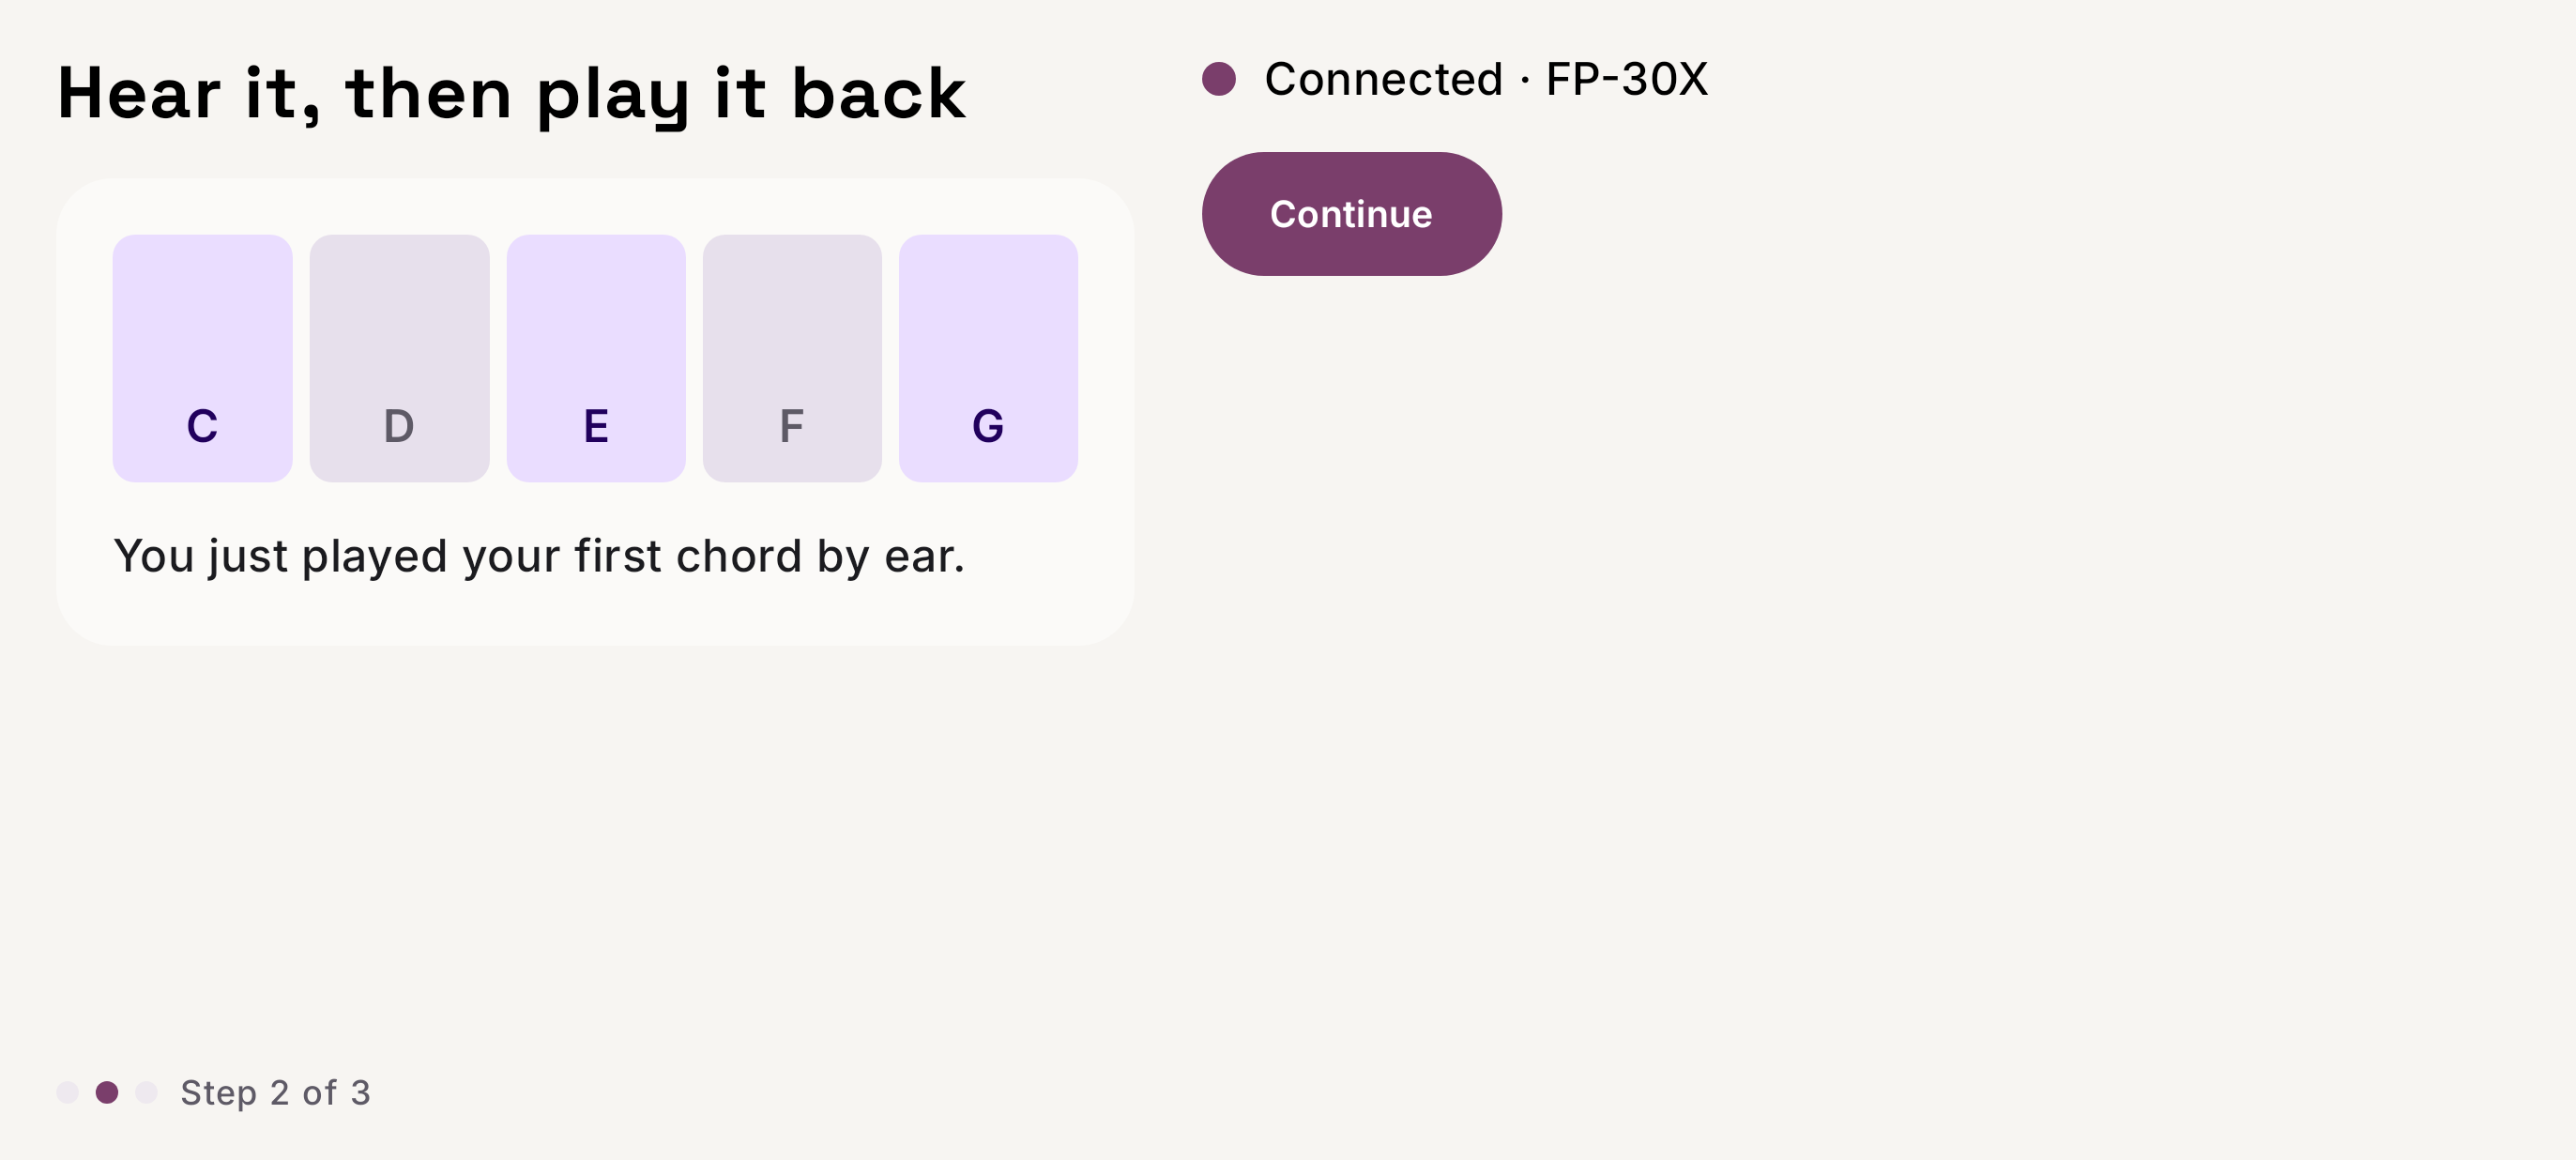 Hear it, then play it back
C D E F G
You just played your first chord by ear.
Connected · FP-30X
Continue
Step 2 of 3